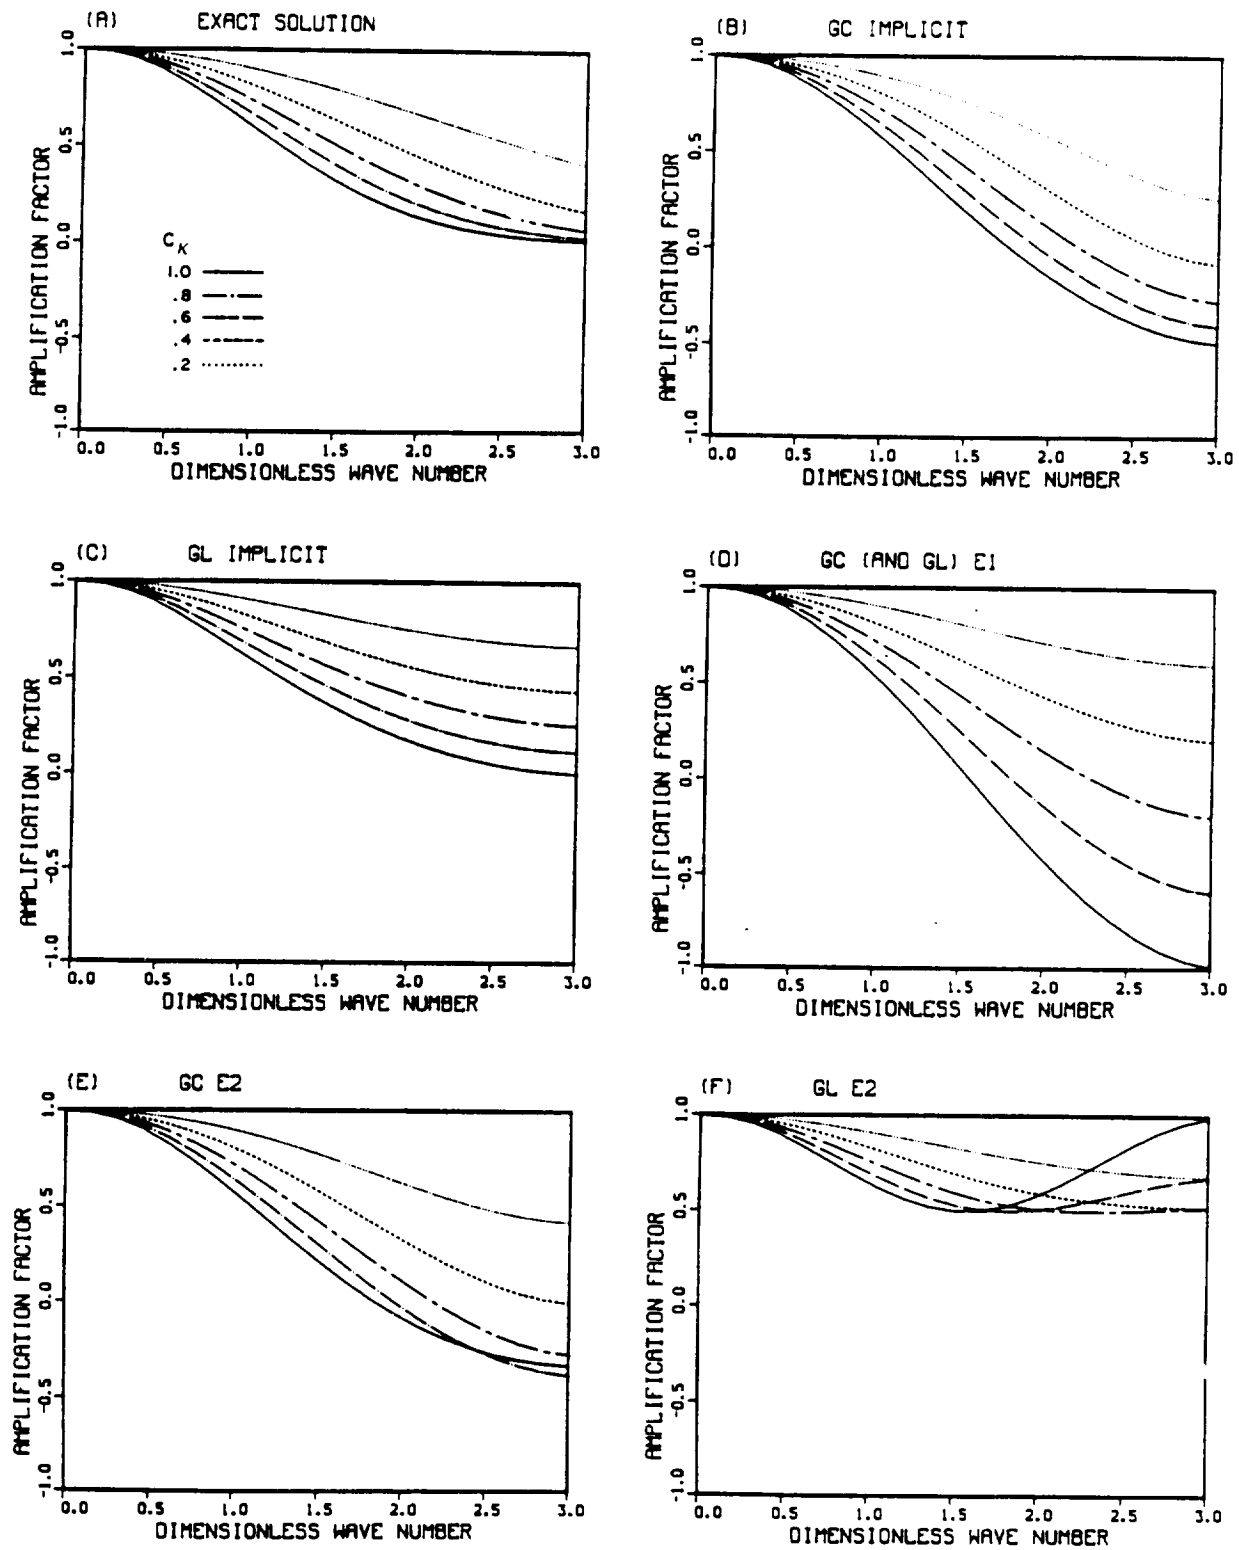 (A) EXACT SOLUTION
AMPLIFICATION FACTOR
1.0
0.5
0.0
-0.5
-1.0
C_K
1.0
.8
.6
.4
.2
0.0 0.5 1.0 1.5 2.0 2.5 3.0
DIMENSIONLESS WAVE NUMBER
(B) GC IMPLICIT
AMPLIFICATION FACTOR
1.0
0.5
0.0
-0.5
-1.0
0.0 0.5 1.0 1.5 2.0 2.5 3.0
DIMENSIONLESS WAVE NUMBER
(C) GL IMPLICIT
AMPLIFICATION FACTOR
1.0
0.5
0.0
-0.5
-1.0
0.0 0.5 1.0 1.5 2.0 2.5 3.0
DIMENSIONLESS WAVE NUMBER
(D) GC (AND GL) E1
AMPLIFICATION FACTOR
1.0
0.5
0.0
-0.5
-1.0
0.0 0.5 1.0 1.5 2.0 2.5 3.0
DIMENSIONLESS WAVE NUMBER
(E) GC E2
AMPLIFICATION FACTOR
1.0
0.5
0.0
-0.5
-1.0
0.0 0.5 1.0 1.5 2.0 2.5 3.0
DIMENSIONLESS WAVE NUMBER
(F) GL E2
AMPLIFICATION FACTOR
1.0
0.5
0.0
-0.5
-1.0
0.0 0.5 1.0 1.5 2.0 2.5 3.0
DIMENSIONLESS WAVE NUMBER